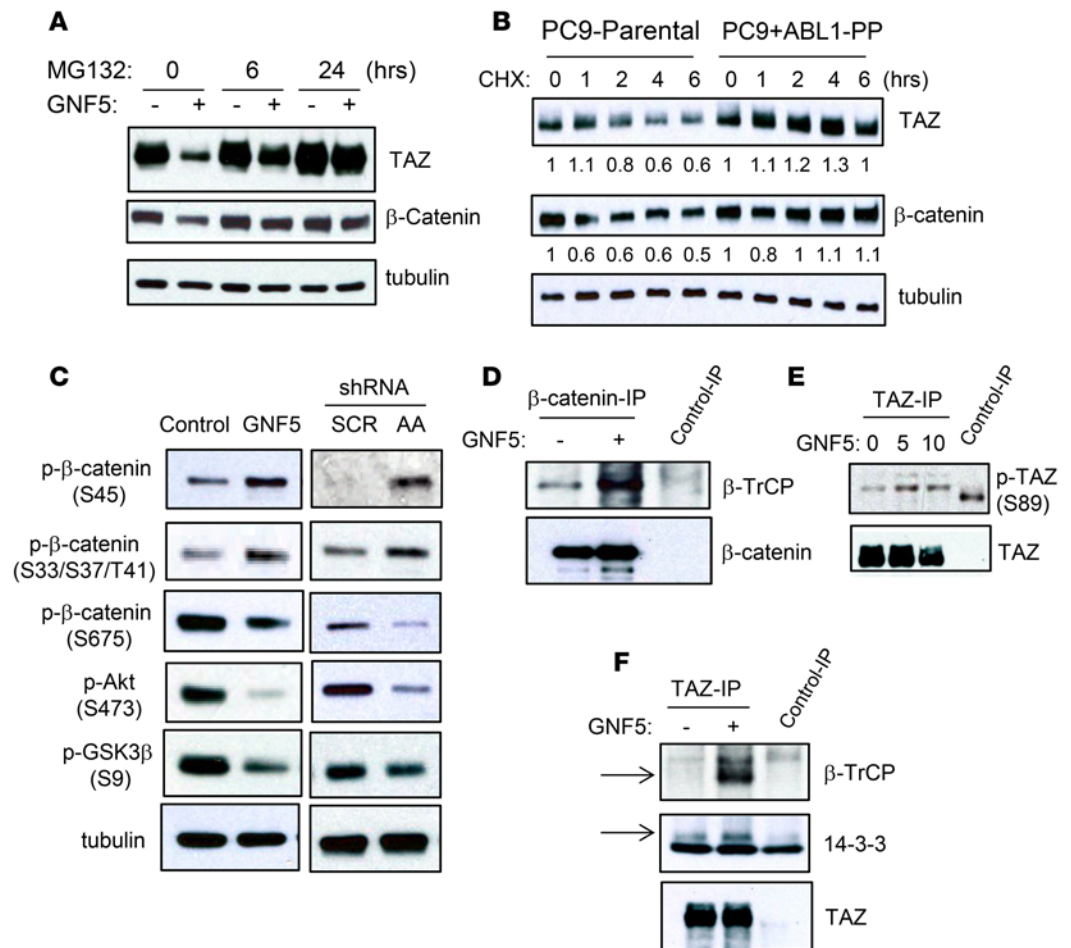 A
MG132: 0 6 24 (hrs)
GNF5: - + - + - +
TAZ
β-Catenin
tubulin
B
PC9-Parental PC9+ABL1-PP
CHX: 0 1 2 4 6 0 1 2 4 6 (hrs)
TAZ
1 1.1 0.8 0.6 0.6 1 1.1 1.2 1.3 1
β-catenin
1 0.6 0.6 0.6 0.5 1 0.8 1 1.1 1.1
tubulin
C
shRNA
Control GNF5 SCR AA
p-β-catenin
(S45)
p-β-catenin
(S33/S37/T41)
p-β-catenin
(S675)
p-Akt
(S473)
p-GSK3β
(S9)
tubulin
D
β-catenin-IP Control-IP
GNF5: - +
β-TrCP
β-catenin
E
TAZ-IP Control-IP
GNF5: 0 5 10
p-TAZ
(S89)
TAZ
F
TAZ-IP Control-IP
GNF5: - +
β-TrCP
14-3-3
TAZ